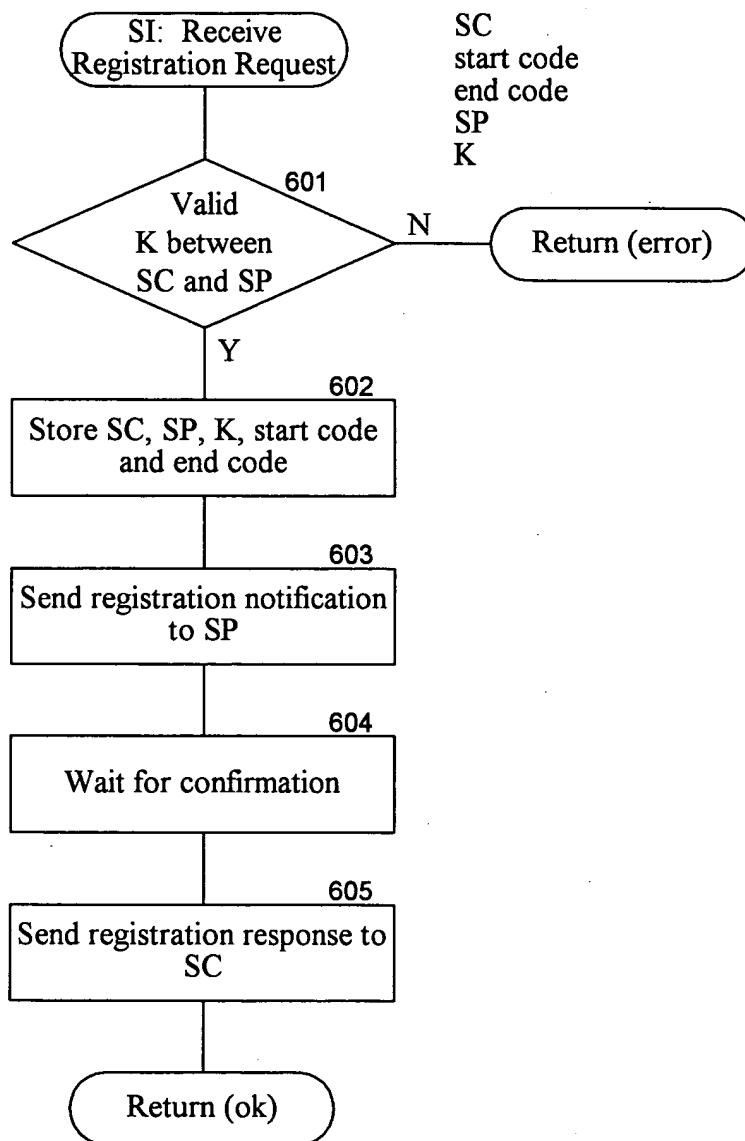 SI: Receive
Registration Request
SC
start code
end code
SP
K
601
Valid
K between
SC and SP
N
Return (error)
Y
602
Store SC, SP, K, start code
and end code
603
Send registration notification
to SP
604
Wait for confirmation
605
Send registration response to
SC
Return (ok)